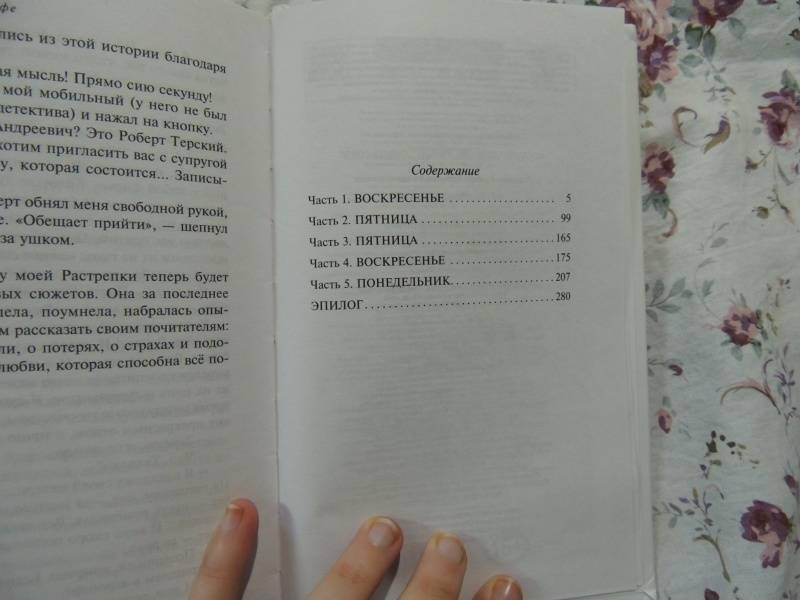 фе
лись из этой истории благодаря
ая мысль! Прямо сию секунду!
мой мобильный (у него не был
детектива) и нажал на кнопку.
Андреевич? Это Роберт Терский.
хотим пригласить вас с супругой
у, которая состоится... Записы-
ерт обнял меня свободной рукой,
е. «Обещает прийти», — шепнул
за ушком.
у моей Растрепки теперь будет
вых сюжетов. Она за последнее
пела, поумнела, набралась опы-
м рассказать своим почитателям:
ли, о потерях, о страхах и подо-
любви, которая способна всё по-
Содержание
Часть 1. ВОСКРЕСЕНЬЕ . . . . . . . . . . . . . . . . . . . . 5
Часть 2. ПЯТНИЦА . . . . . . . . . . . . . . . . . . . . . . . . 99
Часть 3. ПЯТНИЦА . . . . . . . . . . . . . . . . . . . . . . . . 165
Часть 4. ВОСКРЕСЕНЬЕ . . . . . . . . . . . . . . . . . . . . 175
Часть 5. ПОНЕДЕЛЬНИК. . . . . . . . . . . . . . . . . . . . 207
ЭПИЛОГ. . . . . . . . . . . . . . . . . . . . . . . . . . . . . . . . . . 280